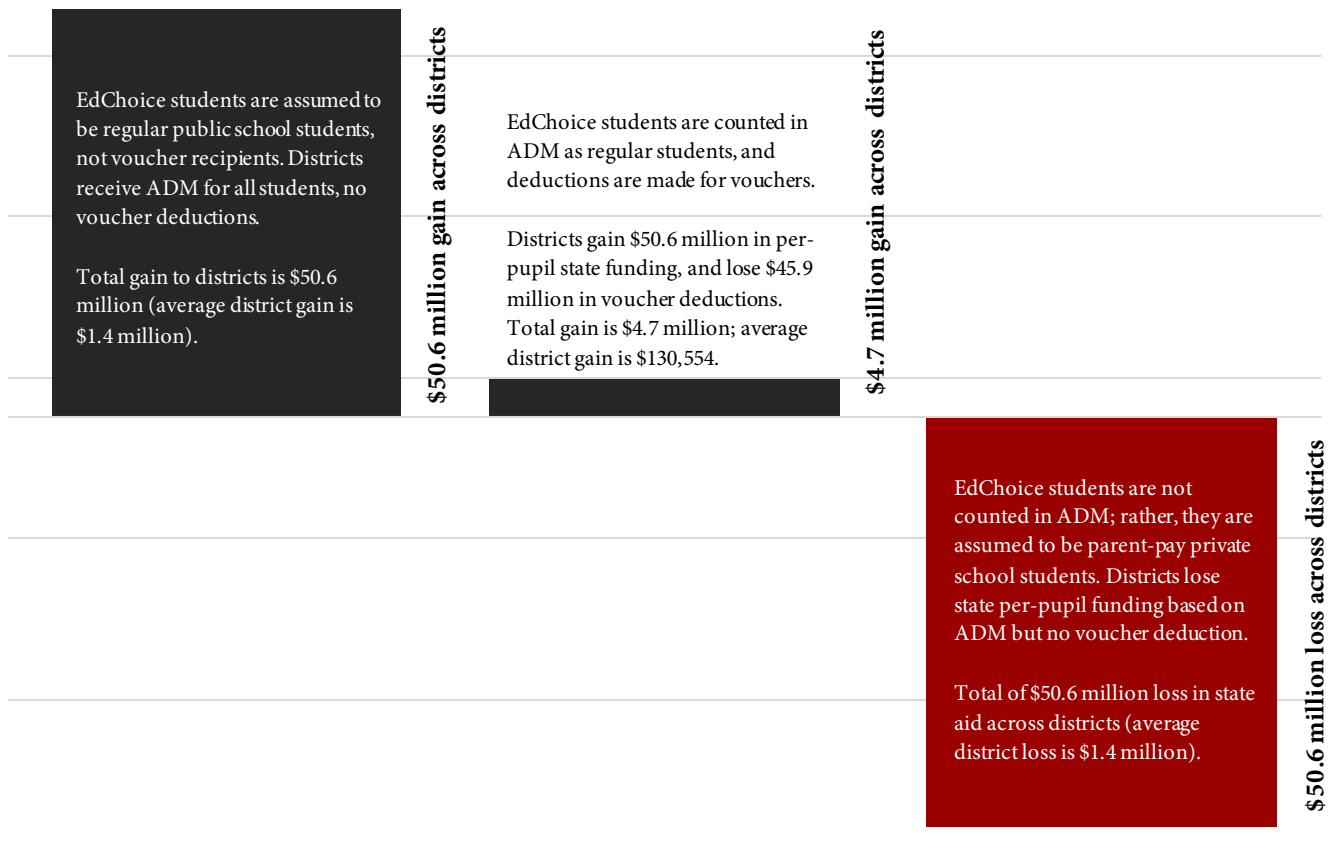 EdChoice students are assumed to
be regular public school students,
not voucher recipients. Districts
receive ADM for all students, no
voucher deductions.
Total gain to districts is $50.6
million (average district gain is
$1.4 million).
$50.6 million gain across districts
EdChoice students are counted in
ADM as regular students, and
deductions are made for vouchers.
Districts gain $50.6 million in per-
pupil state funding, and lose $45.9
million in voucher deductions.
Total gain is $4.7 million; average
district gain is $130,554.
$4.7 million gain across districts
EdChoice students are not
counted in ADM; rather, they are
assumed to be parent-pay private
school students. Districts lose
state per-pupil funding based on
ADM but no voucher deduction.
Total of $50.6 million loss in state
aid across districts (average
district loss is $1.4 million).
$50.6 million loss across districts